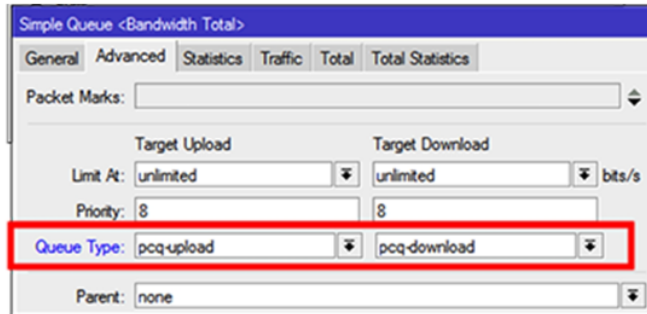 Simple Queue <Bandwidth Total>
General Advanced Statistics Traffic Total Total Statistics
Packet Marks:
Target Upload Target Download
Limit At: unlimited unlimited bits/s
Priority: 8 8
Queue Type: pcq-upload pcq-download
Parent: none